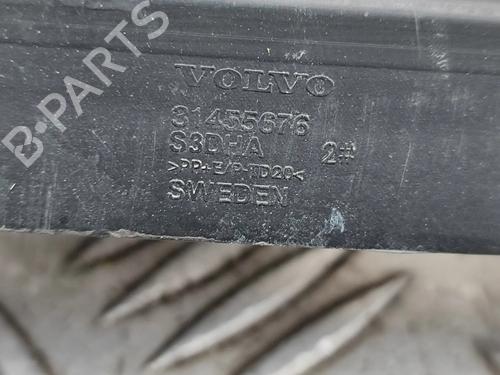 VOLVO
31455676
S3DHA 2#
>PP+E/P-TD20<
SWEDEN
B-PARTS